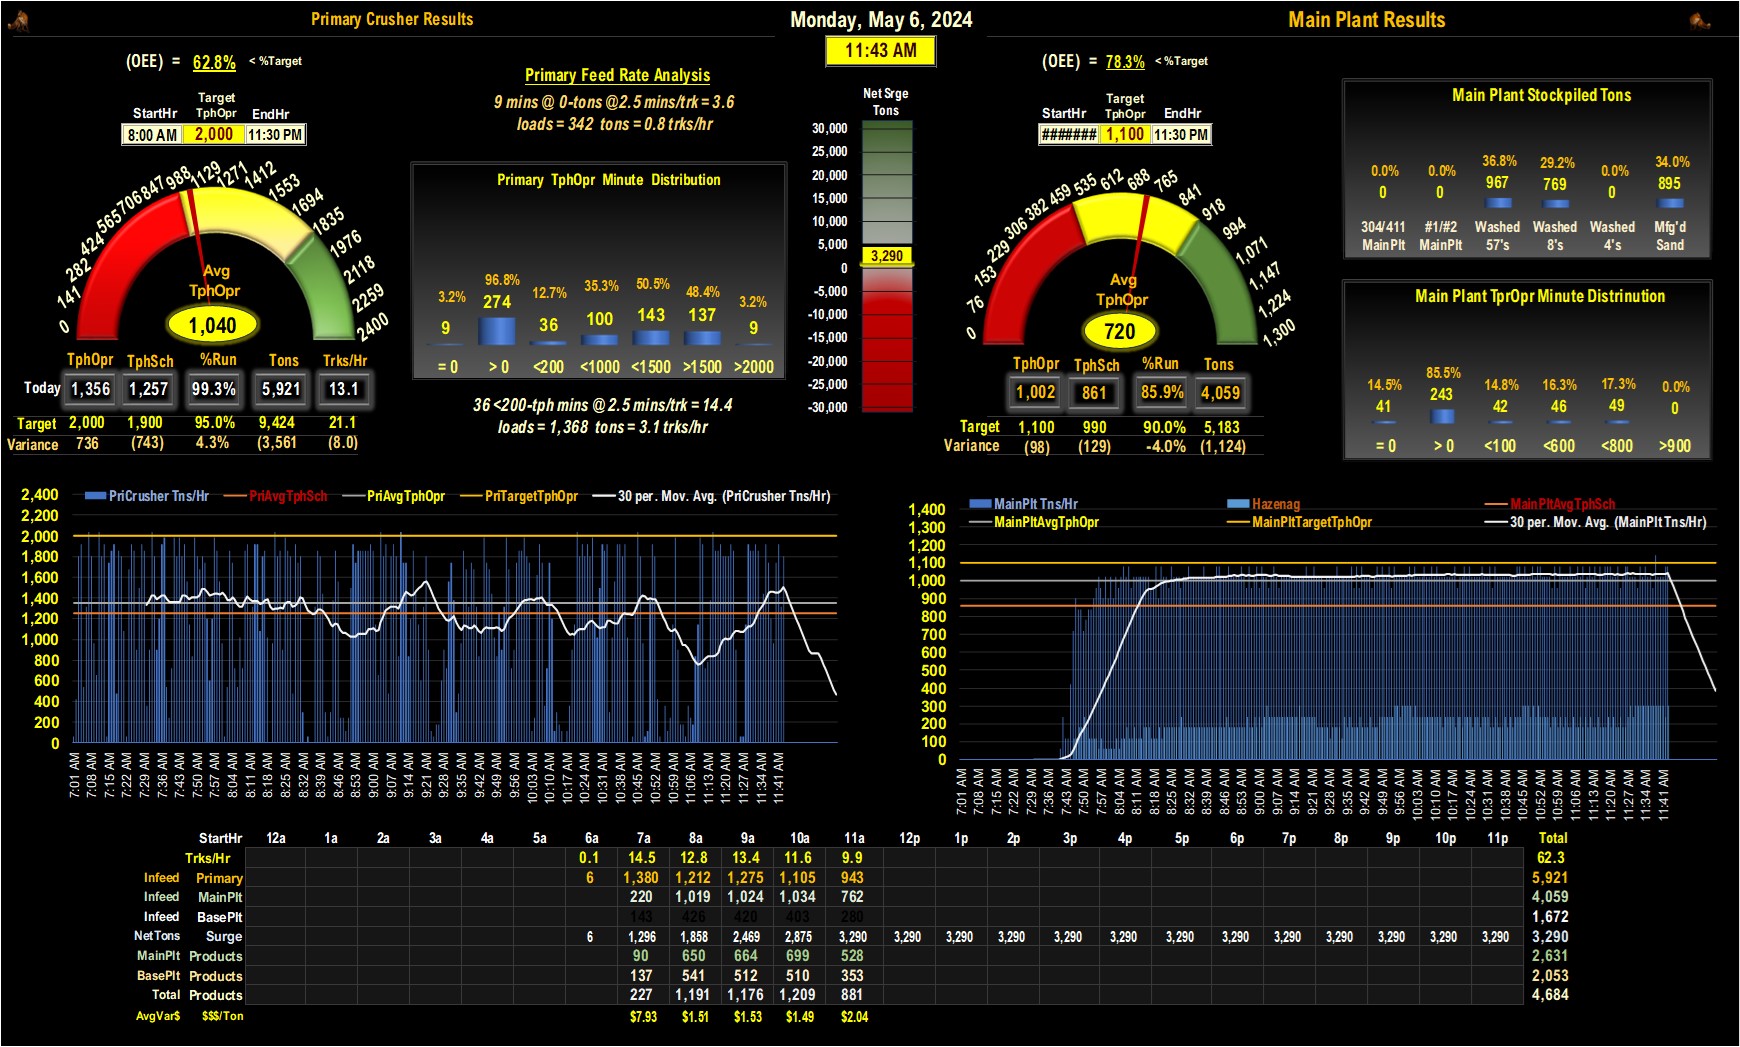 Primary Crusher Results
Monday, May 6, 2024
Main Plant Results
11:43 AM
(OEE) = 62.8% < %Target
Target
StartHr TphOpr EndHr
8:00 AM 2,000 11:30 PM
Primary Feed Rate Analysis
9 mins @ 0-tons @2.5 mins/trk = 3.6
loads = 342 tons = 0.8 trks/hr
0 141 282 424 565 706 847 988 1129 1271 1412 1553 1694 1835 1976 2118 2259 2400
Avg
TphOpr
1,040
TphOpr TphSch %Run Tons Trks/Hr
Today 1,356 1,257 99.3% 5,921 13.1
Target 2,000 1,900 95.0% 9,424 21.1
Variance 736 (743) 4.3% (3,561 (8.0)
Primary TphOpr Minute Distribution
3.2% 96.8% 12.7% 35.3% 50.5% 48.4% 3.2%
9 274 36 100 143 137 9
= 0 > 0 <200 <1000 <1500 >1500 >2000
36 <200-tph mins @ 2.5 mins/trk = 14.4
loads = 1,368 tons = 3.1 trks/hr
Net Srge
Tons
30,000
25,000
20,000
15,000
10,000
5,000
3,290
0
-5,000
-10,000
-15,000
-20,000
-25,000
-30,000
(OEE) = 78.3% < %Target
Target
StartHr TphOpr EndHr
####### 1,100 11:30 PM
0 76 153 229 306 382 459 535 612 688 765 841 918 994 1,071 1,147 1,224 1,300
Avg
TphOpr
720
TphOpr TphSch %Run Tons
1,002 861 85.9% 4,059
Target 1,100 990 90.0% 5,183
Variance (98) (129) -4.0% (1,124)
Main Plant Stockpiled Tons
0.0% 0.0% 36.8% 29.2% 0.0% 34.0%
0 0 967 769 0 895
304/411 #1/#2 Washed Washed Washed Mfg'd
MainPlt MainPlt 57's 8's 4's Sand
Main Plant TprOpr Minute Distrinution
14.5% 85.5% 14.8% 16.3% 17.3% 0.0%
41 243 42 46 49 0
= 0 > 0 <100 <600 <800 >900
PriCrusher Tns/Hr PriAvgTphSch PriAvgTphOpr PriTargetTphOpr 30 per. Mov. Avg. (PriCrusher Tns/Hr)
2,400
2,200
2,000
1,800
1,600
1,400
1,200
1,000
800
600
400
200
0
7:01 AM 7:08 AM 7:15 AM 7:22 AM 7:29 AM 7:36 AM 7:43 AM 7:50 AM 7:57 AM 8:04 AM 8:11 AM 8:18 AM 8:25 AM 8:32 AM 8:39 AM 8:46 AM 8:53 AM 9:00 AM 9:07 AM 9:14 AM 9:21 AM 9:28 AM 9:35 AM 9:42 AM 9:49 AM 9:56 AM 10:03 AM 10:10 AM 10:17 AM 10:24 AM 10:31 AM 10:38 AM 10:45 AM 10:52 AM 10:59 AM 11:06 AM 11:13 AM 11:20 AM 11:27 AM 11:34 AM 11:41 AM
MainPlt Tns/Hr Hazenag MainPltAvgTphSch
MainPltAvgTphOpr MainPltTargetTphOpr 30 per. Mov. Avg. (MainPlt Tns/Hr)
1,400
1,300
1,200
1,100
1,000
900
800
700
600
500
400
300
200
100
0
7:01 AM 7:08 AM 7:15 AM 7:22 AM 7:29 AM 7:36 AM 7:43 AM 7:50 AM 7:57 AM 8:04 AM 8:11 AM 8:18 AM 8:25 AM 8:32 AM 8:39 AM 8:46 AM 8:53 AM 9:00 AM 9:07 AM 9:14 AM 9:21 AM 9:28 AM 9:35 AM 9:42 AM 9:49 AM 9:56 AM 10:03 AM 10:10 AM 10:17 AM 10:24 AM 10:31 AM 10:38 AM 10:45 AM 10:52 AM 10:59 AM 11:06 AM 11:13 AM 11:20 AM 11:27 AM 11:34 AM 11:41 AM
StartHr 12a 1a 2a 3a 4a 5a 6a 7a 8a 9a 10a 11a 12p 1p 2p 3p 4p 5p 6p 7p 8p 9p 10p 11p Total
Trks/Hr 0.1 14.5 12.8 13.4 11.6 9.9 62.3
Infeed Primary 6 1,380 1,212 1,275 1,105 943 5,921
Infeed MainPlt 220 1,019 1,024 1,034 762 4,059
Infeed BasePlt 143 426 420 403 280 1,672
NetTons Surge 6 1,296 1,858 2,469 2,875 3,290 3,290 3,290 3,290 3,290 3,290 3,290 3,290 3,290 3,290 3,290 3,290 3,290 3,290
MainPlt Products 90 650 664 699 528 2,631
BasePlt Products 137 541 512 510 353 2,053
Total Products 227 1,191 1,176 1,209 881 4,684
AvgVar$ $$$/Ton $7.93 $1.51 $1.53 $1.49 $2.04